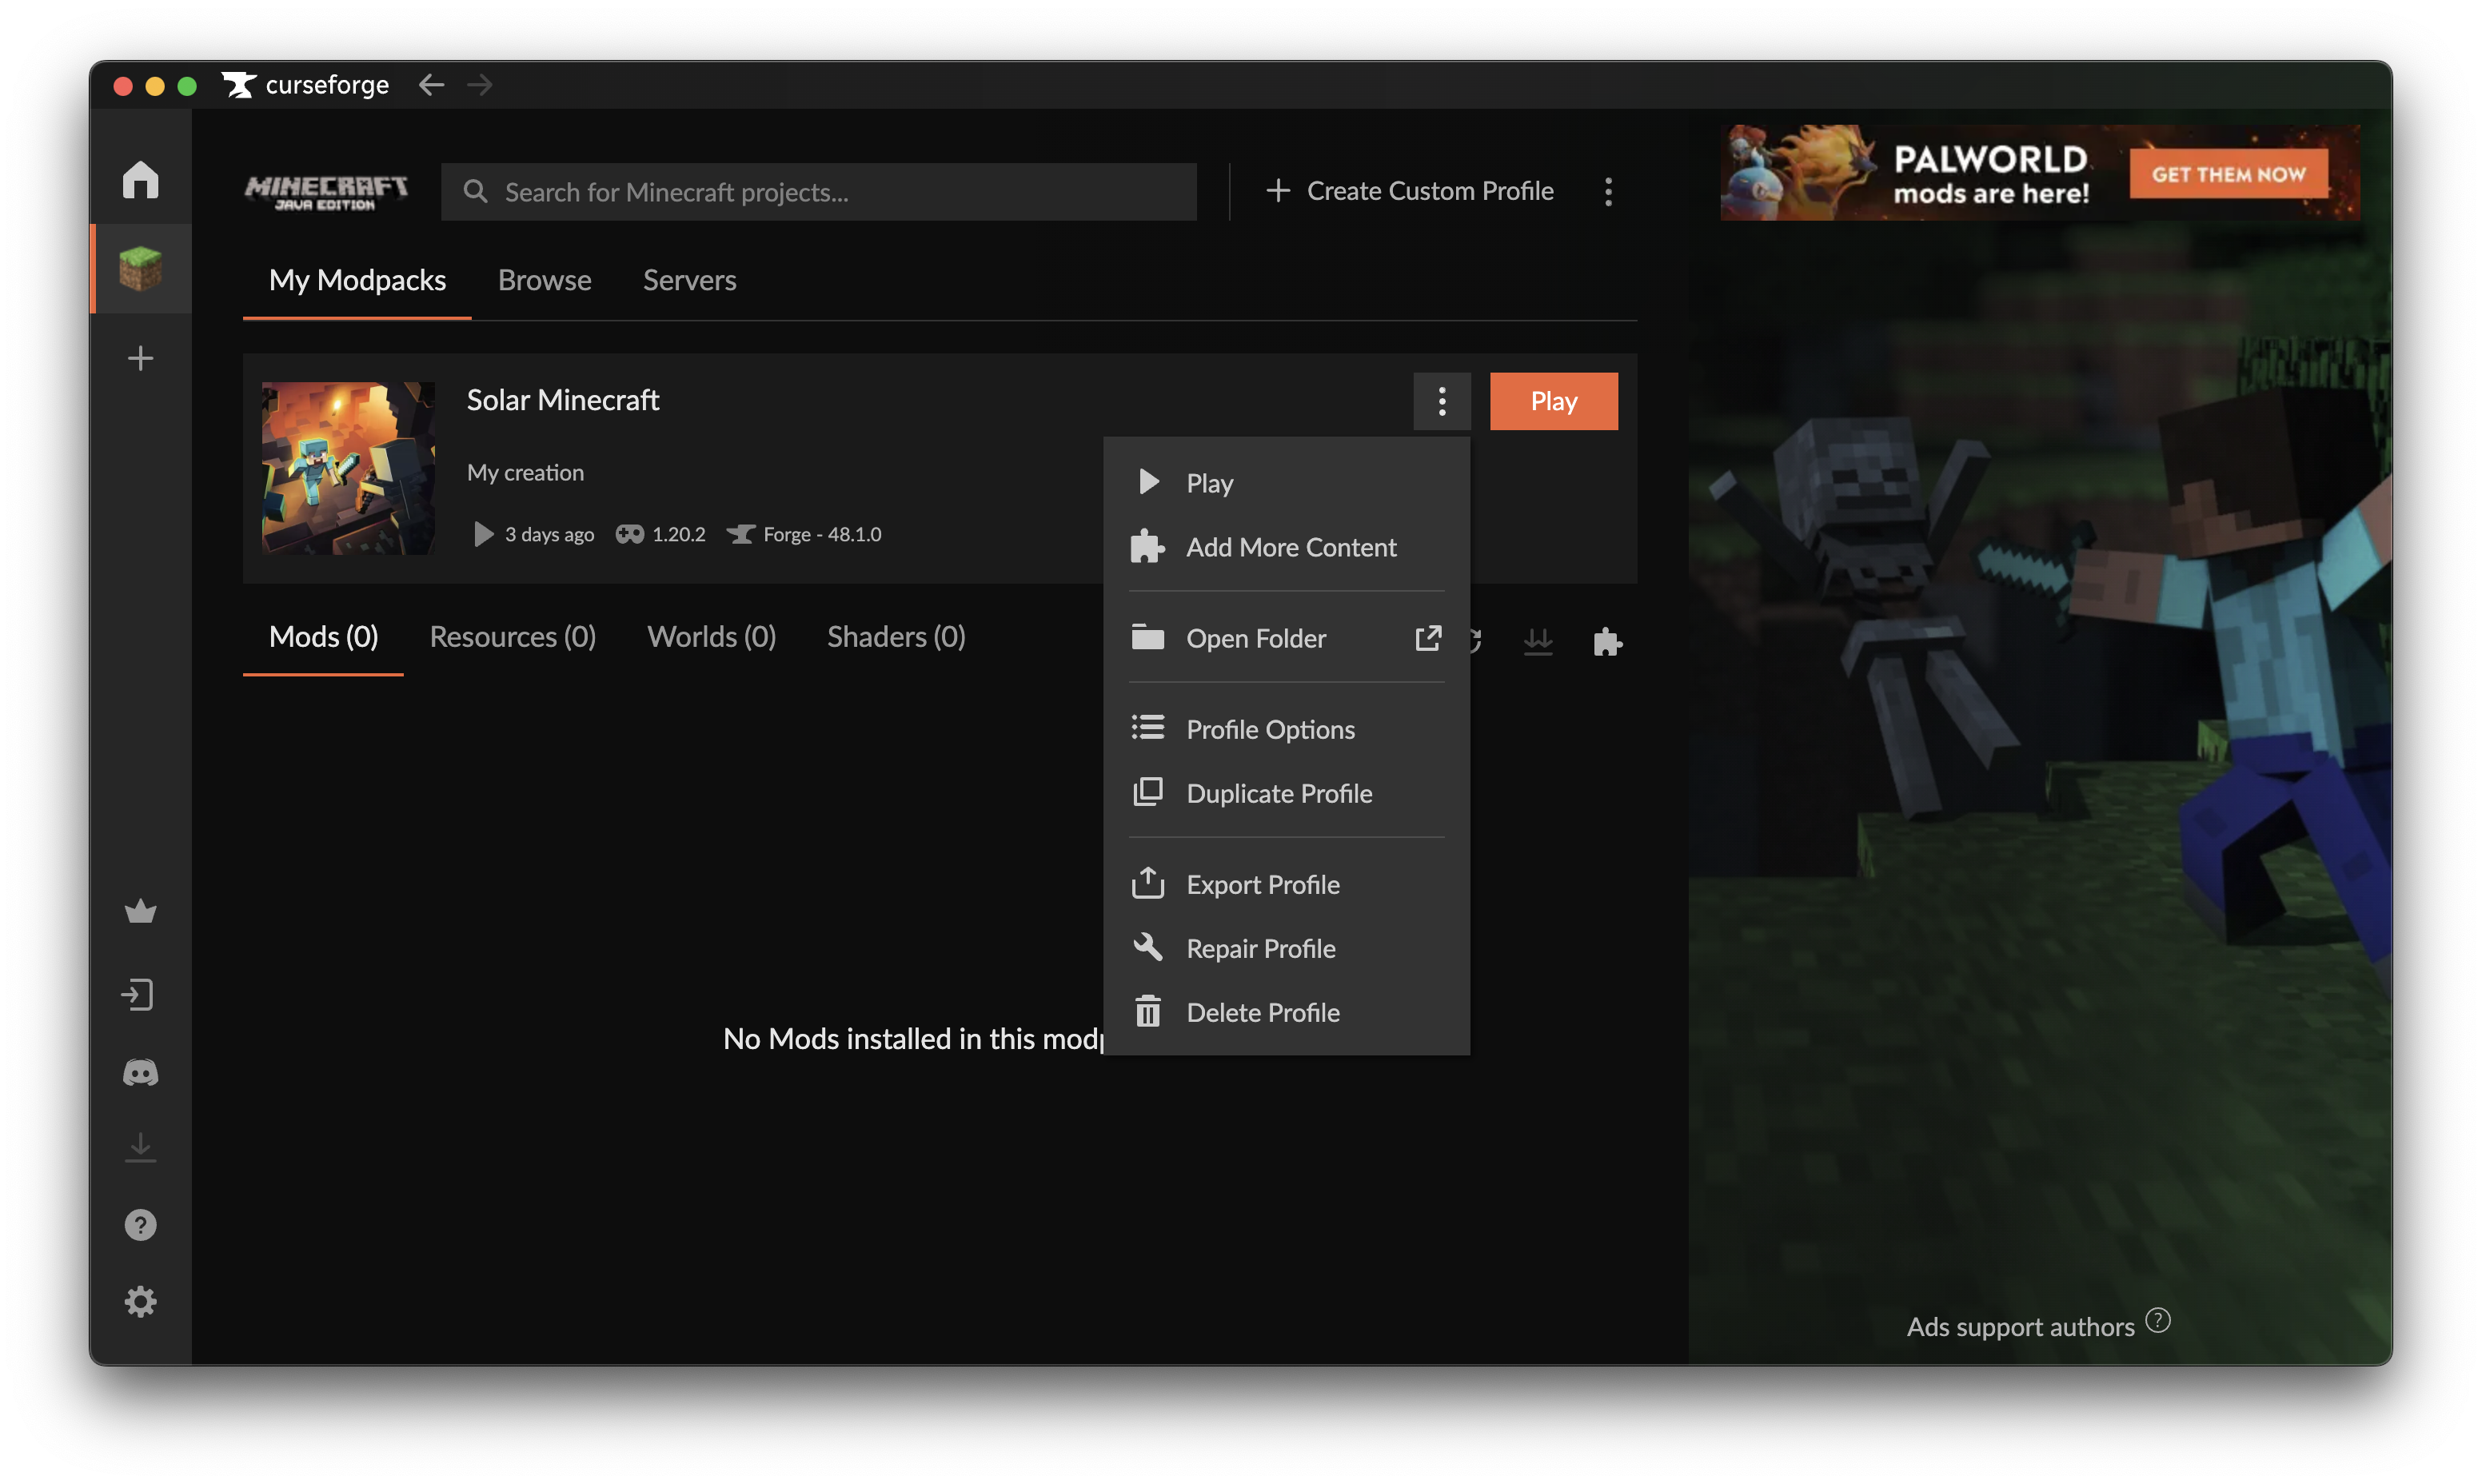 curseforge
MINECRAFT
JAVA EDITION
Search for Minecraft projects...
Create Custom Profile
PALWORLD
mods are here!
GET THEM NOW
My Modpacks
Browse
Servers
Solar Minecraft
Play
My creation
3 days ago
1.20.2
Forge - 48.1.0
Play
Add More Content
Open Folder
Profile Options
Duplicate Profile
Export Profile
Repair Profile
Delete Profile
Mods (0)
Resources (0)
Worlds (0)
Shaders (0)
No Mods installed in this mod
Ads support authors ?